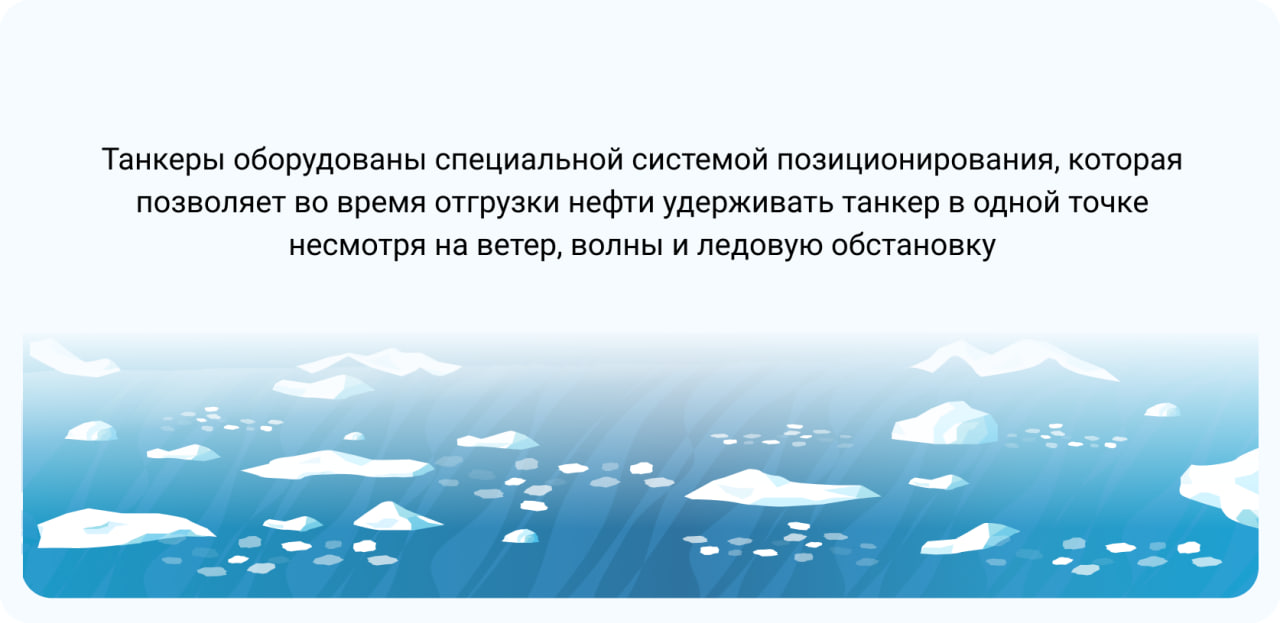 Танкеры оборудованы специальной системой позиционирования, которая
позволяет во время отгрузки нефти удерживать танкер в одной точке
несмотря на ветер, волны и ледовую обстановку